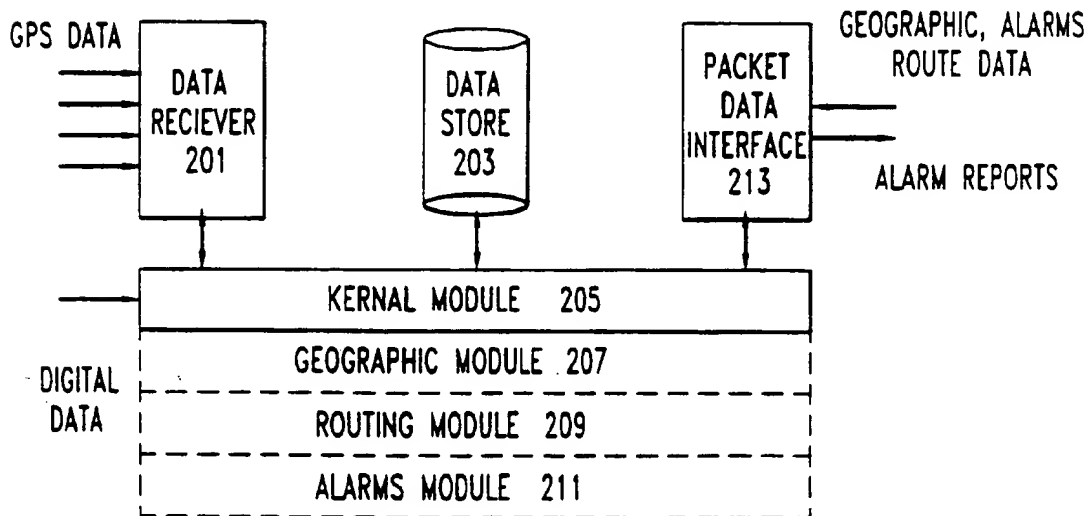 GPS DATA
DATA
RECIEVER
201
DATA
STORE
203
PACKET
DATA
INTERFACE
213
GEOGRAPHIC, ALARMS
ROUTE DATA
ALARM REPORTS
KERNAL MODULE 205
GEOGRAPHIC MODULE 207
DIGITAL
DATA
ROUTING MODULE 209
ALARMS MODULE 211